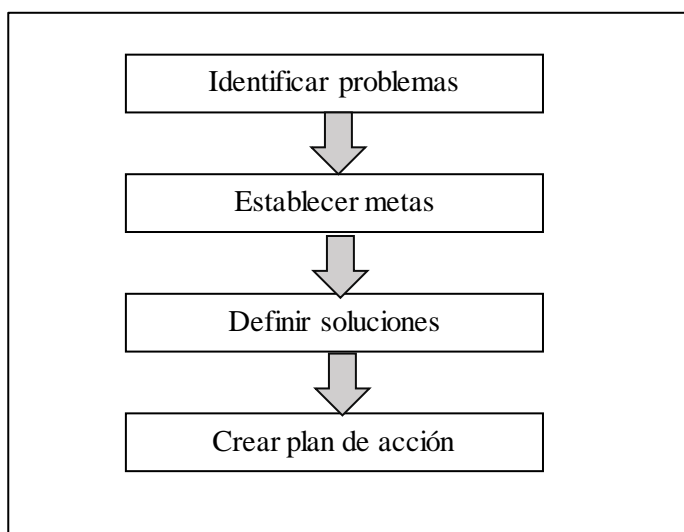 Identificar problemas
Establecer metas
Definir soluciones
Crear plan de acción